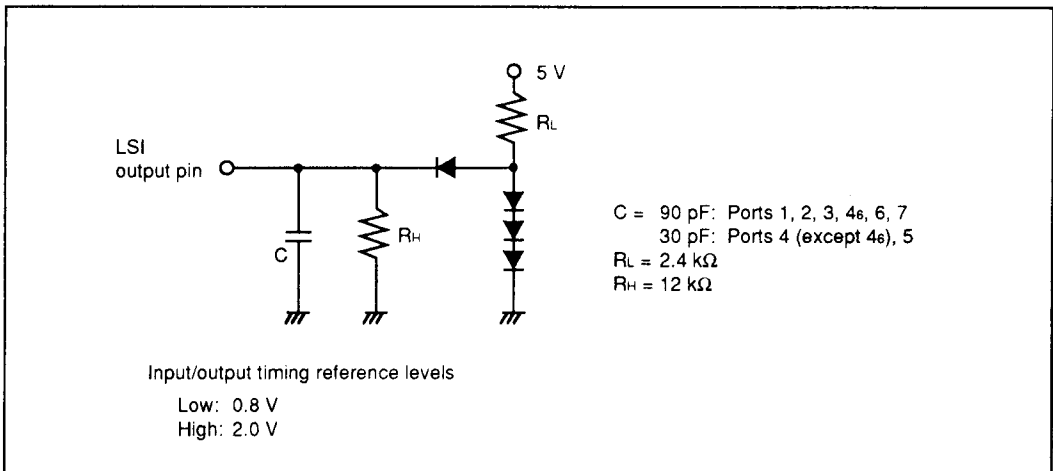 5 V
RL
LSI
output pin
C
RH
C = 90 pF: Ports 1, 2, 3, 46, 6, 7
30 pF: Ports 4 (except 46), 5
RL = 2.4 kΩ
RH = 12 kΩ
Input/output timing reference levels
Low: 0.8 V
High: 2.0 V